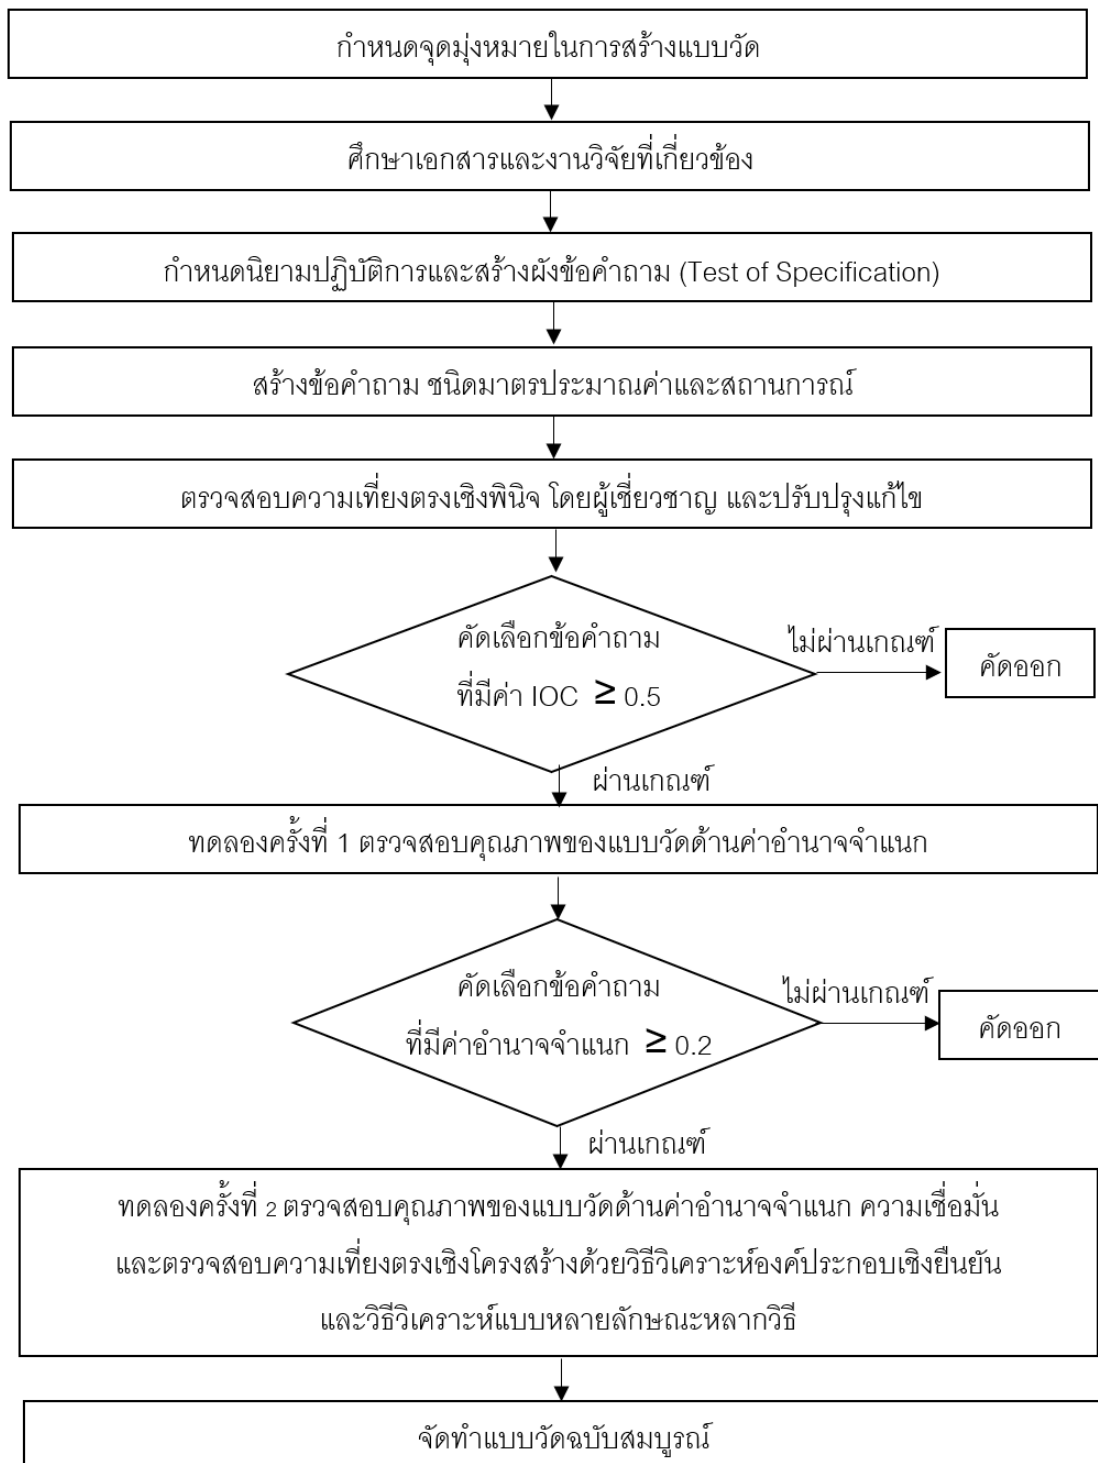 กำหนดจุดมุ่งหมายในการสร้างแบบวัด
ศึกษาเอกสารและงานวิจัยที่เกี่ยวข้อง
กำหนดนิยามปฏิบัติการและสร้างผังข้อคำถาม (Test of Specification)
สร้างข้อคำถาม ชนิดมาตรประมาณค่าและสถานการณ์
ตรวจสอบความเที่ยงตรงเชิงพินิจ โดยผู้เชี่ยวชาญ และปรับปรุงแก้ไข
คัดเลือกข้อคำถาม
ที่มีค่า IOC ≥ 0.5
ไม่ผ่านเกณฑ์
คัดออก
ผ่านเกณฑ์
ทดลองครั้งที่ 1 ตรวจสอบคุณภาพของแบบวัดด้านค่าอำนาจจำแนก
คัดเลือกข้อคำถาม
ที่มีค่าอำนาจจำแนก ≥ 0.2
ไม่ผ่านเกณฑ์
คัดออก
ผ่านเกณฑ์
ทดลองครั้งที่ 2 ตรวจสอบคุณภาพของแบบวัดด้านค่าอำนาจจำแนก ความเชื่อมั่น
และตรวจสอบความเที่ยงตรงเชิงโครงสร้างด้วยวิธีวิเคราะห์องค์ประกอบเชิงยืนยัน
และวิธีวิเคราะห์แบบหลายลักษณะหลากวิธี
จัดทำแบบวัดฉบับสมบูรณ์